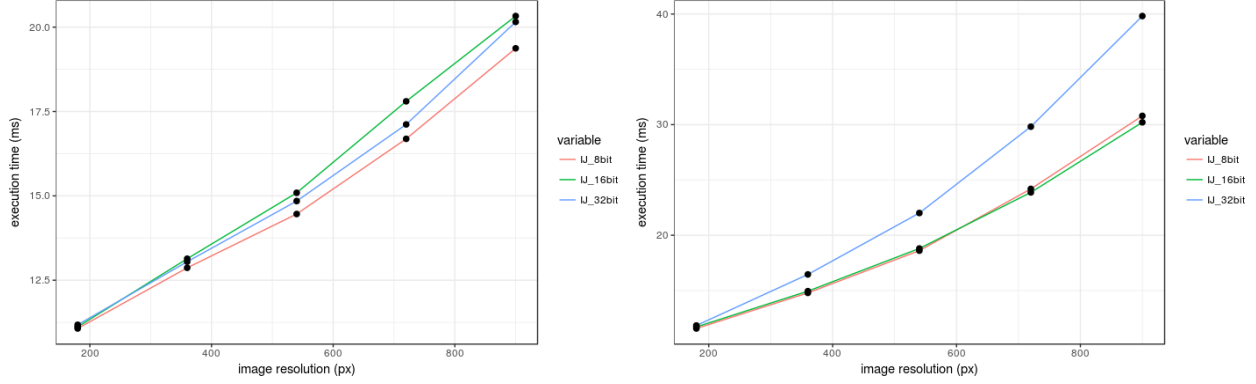 20.0
17.5
15.0
12.5
execution time (ms)
200
400
600
800
image resolution (px)
variable
IJ_8bit
IJ_16bit
IJ_32bit
40
30
20
execution time (ms)
200
400
600
800
image resolution (px)
variable
IJ_8bit
IJ_16bit
IJ_32bit